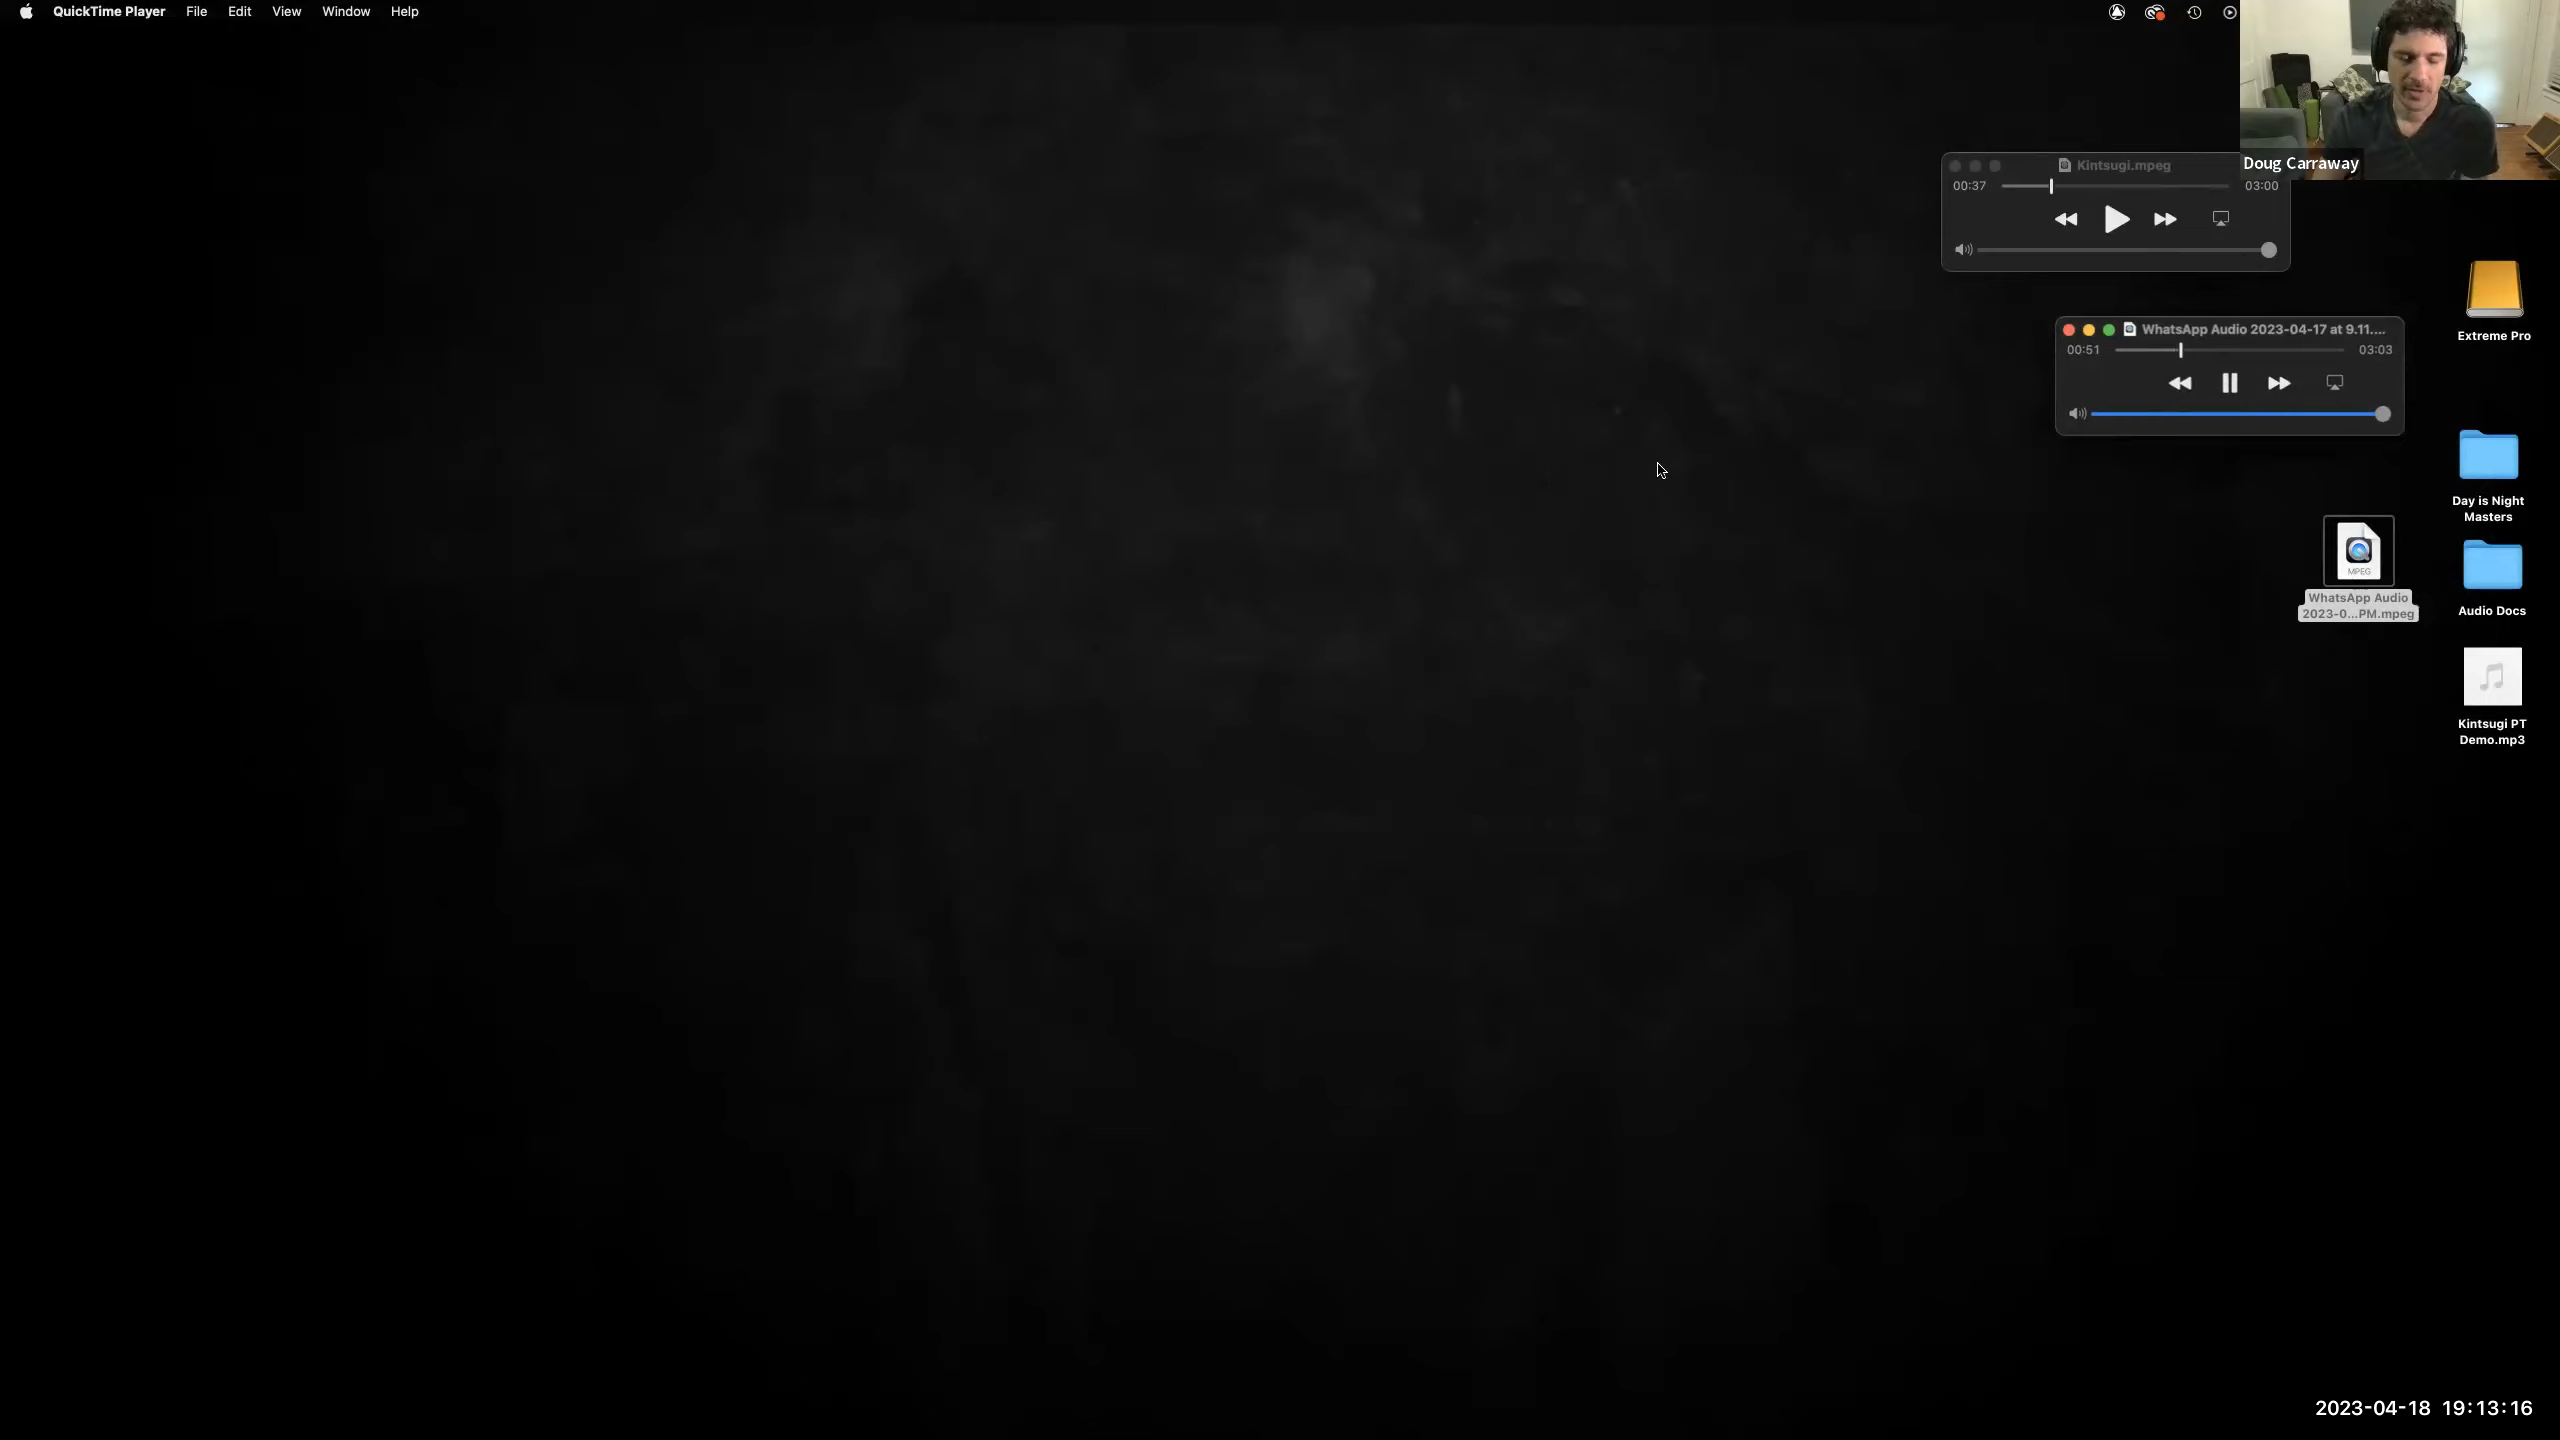 QuickTime Player File Edit View Window Help
Doug Carraway
Kintsugi.mpeg
00:37 03:00
WhatsApp Audio 2023-04-17 at 9.11....
00:51 03:03
Extreme Pro
Day is Night
Masters
MPEG
WhatsApp Audio
2023-0...PM.mpeg
Audio Docs
Kintsugi PT
Demo.mp3
2023-04-18 19:13:16